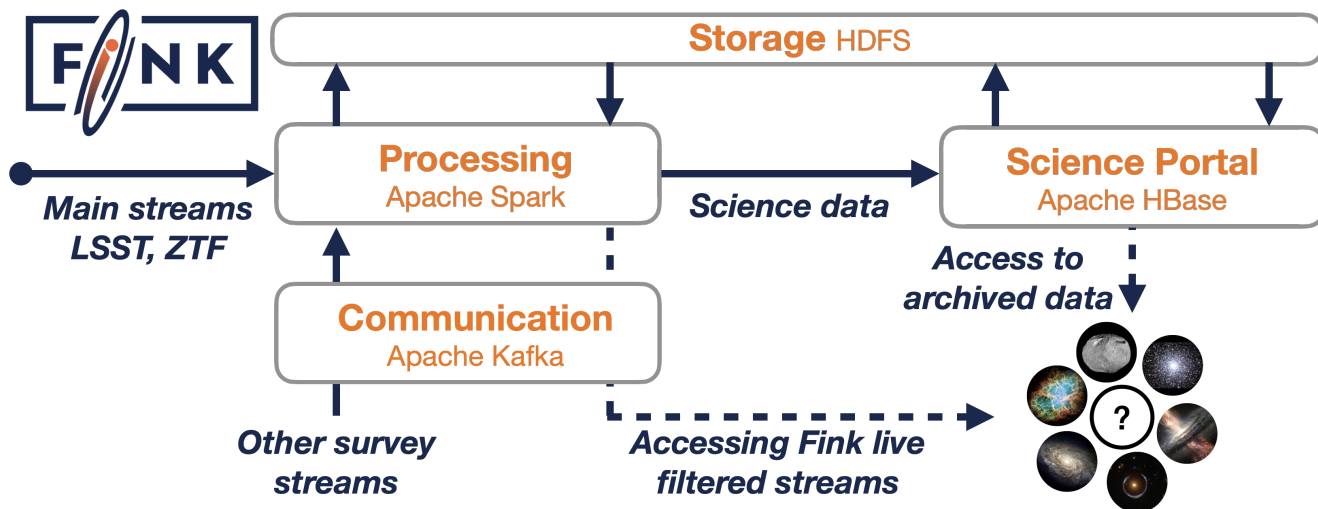 FiNK
Storage HDFS
Processing
Apache Spark
Science Portal
Apache HBase
Main streams
LSST, ZTF
Science data
Access to
archived data
Communication
Apache Kafka
?
Other survey
streams
Accessing Fink live
filtered streams